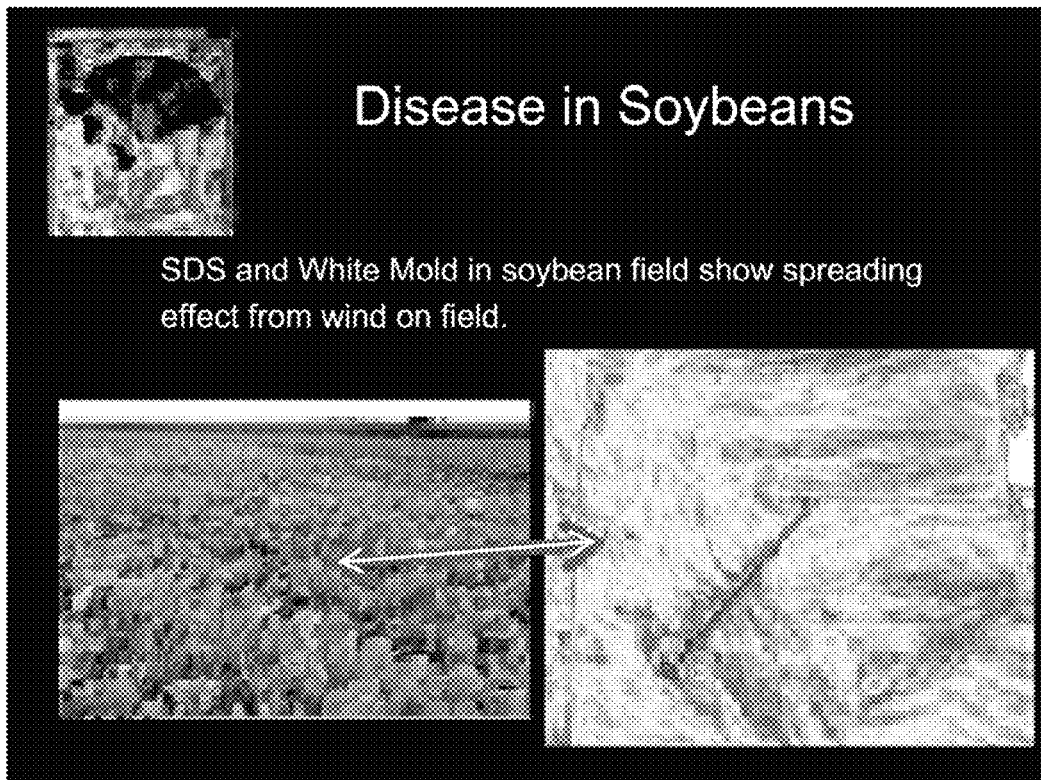 Disease in Soybeans
SDS and White Mold in soybean field show spreading
effect from wind on field.